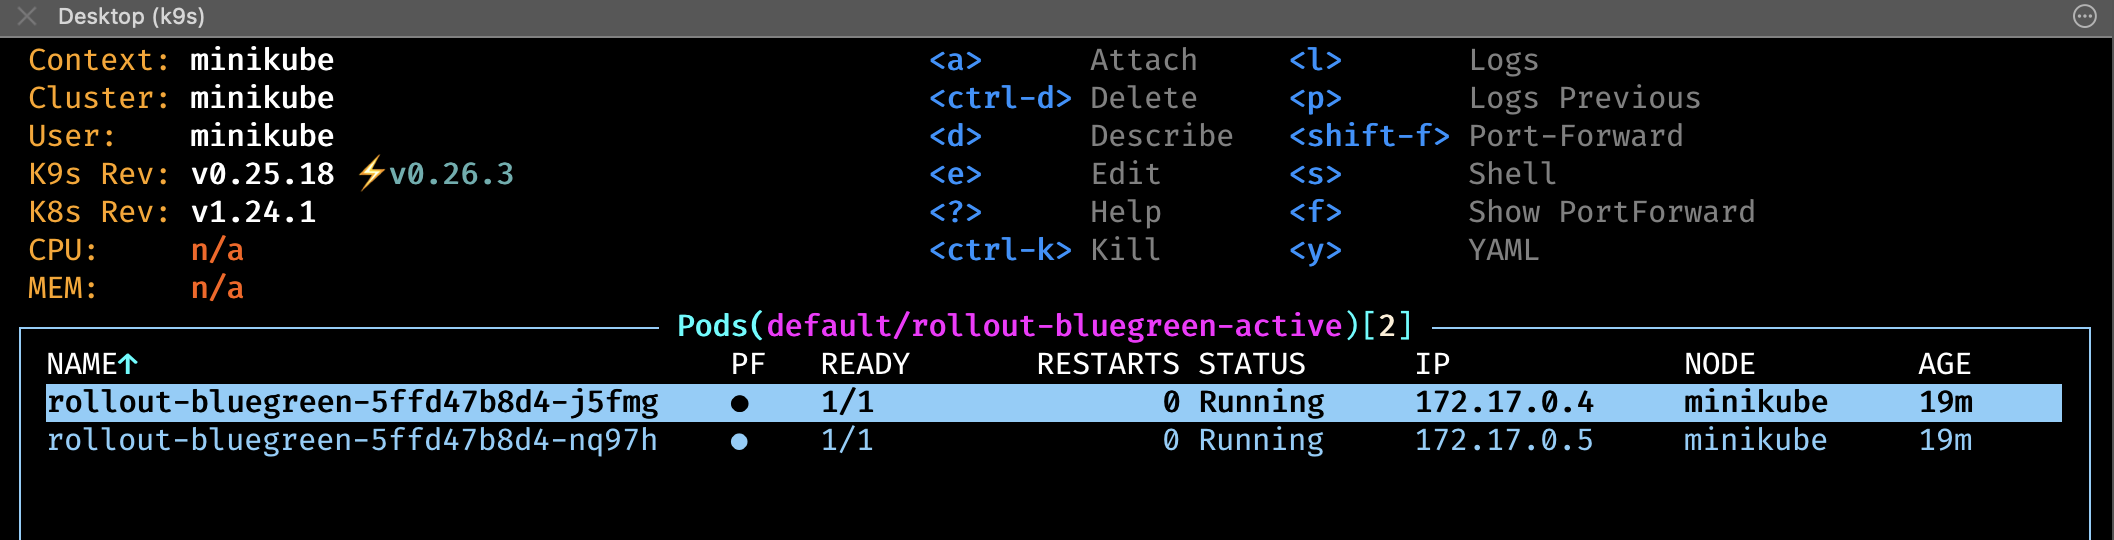 Desktop (k9s)
Context: minikube <a> Attach <l> Logs
Cluster: minikube <ctrl-d> Delete <p> Logs Previous
User: minikube <d> Describe <shift-f> Port-Forward
K9s Rev: v0.25.18 ⚡v0.26.3 <e> Edit <s> Shell
K8s Rev: v1.24.1 <?> Help <f> Show PortForward
CPU: n/a <ctrl-k> Kill <y> YAML
MEM: n/a
Pods(default/rollout-bluegreen-active)[2]
NAME↑ PF READY RESTARTS STATUS IP NODE AGE
rollout-bluegreen-5ffd47b8d4-j5fmg ● 1/1 0 Running 172.17.0.4 minikube 19m
rollout-bluegreen-5ffd47b8d4-nq97h ● 1/1 0 Running 172.17.0.5 minikube 19m